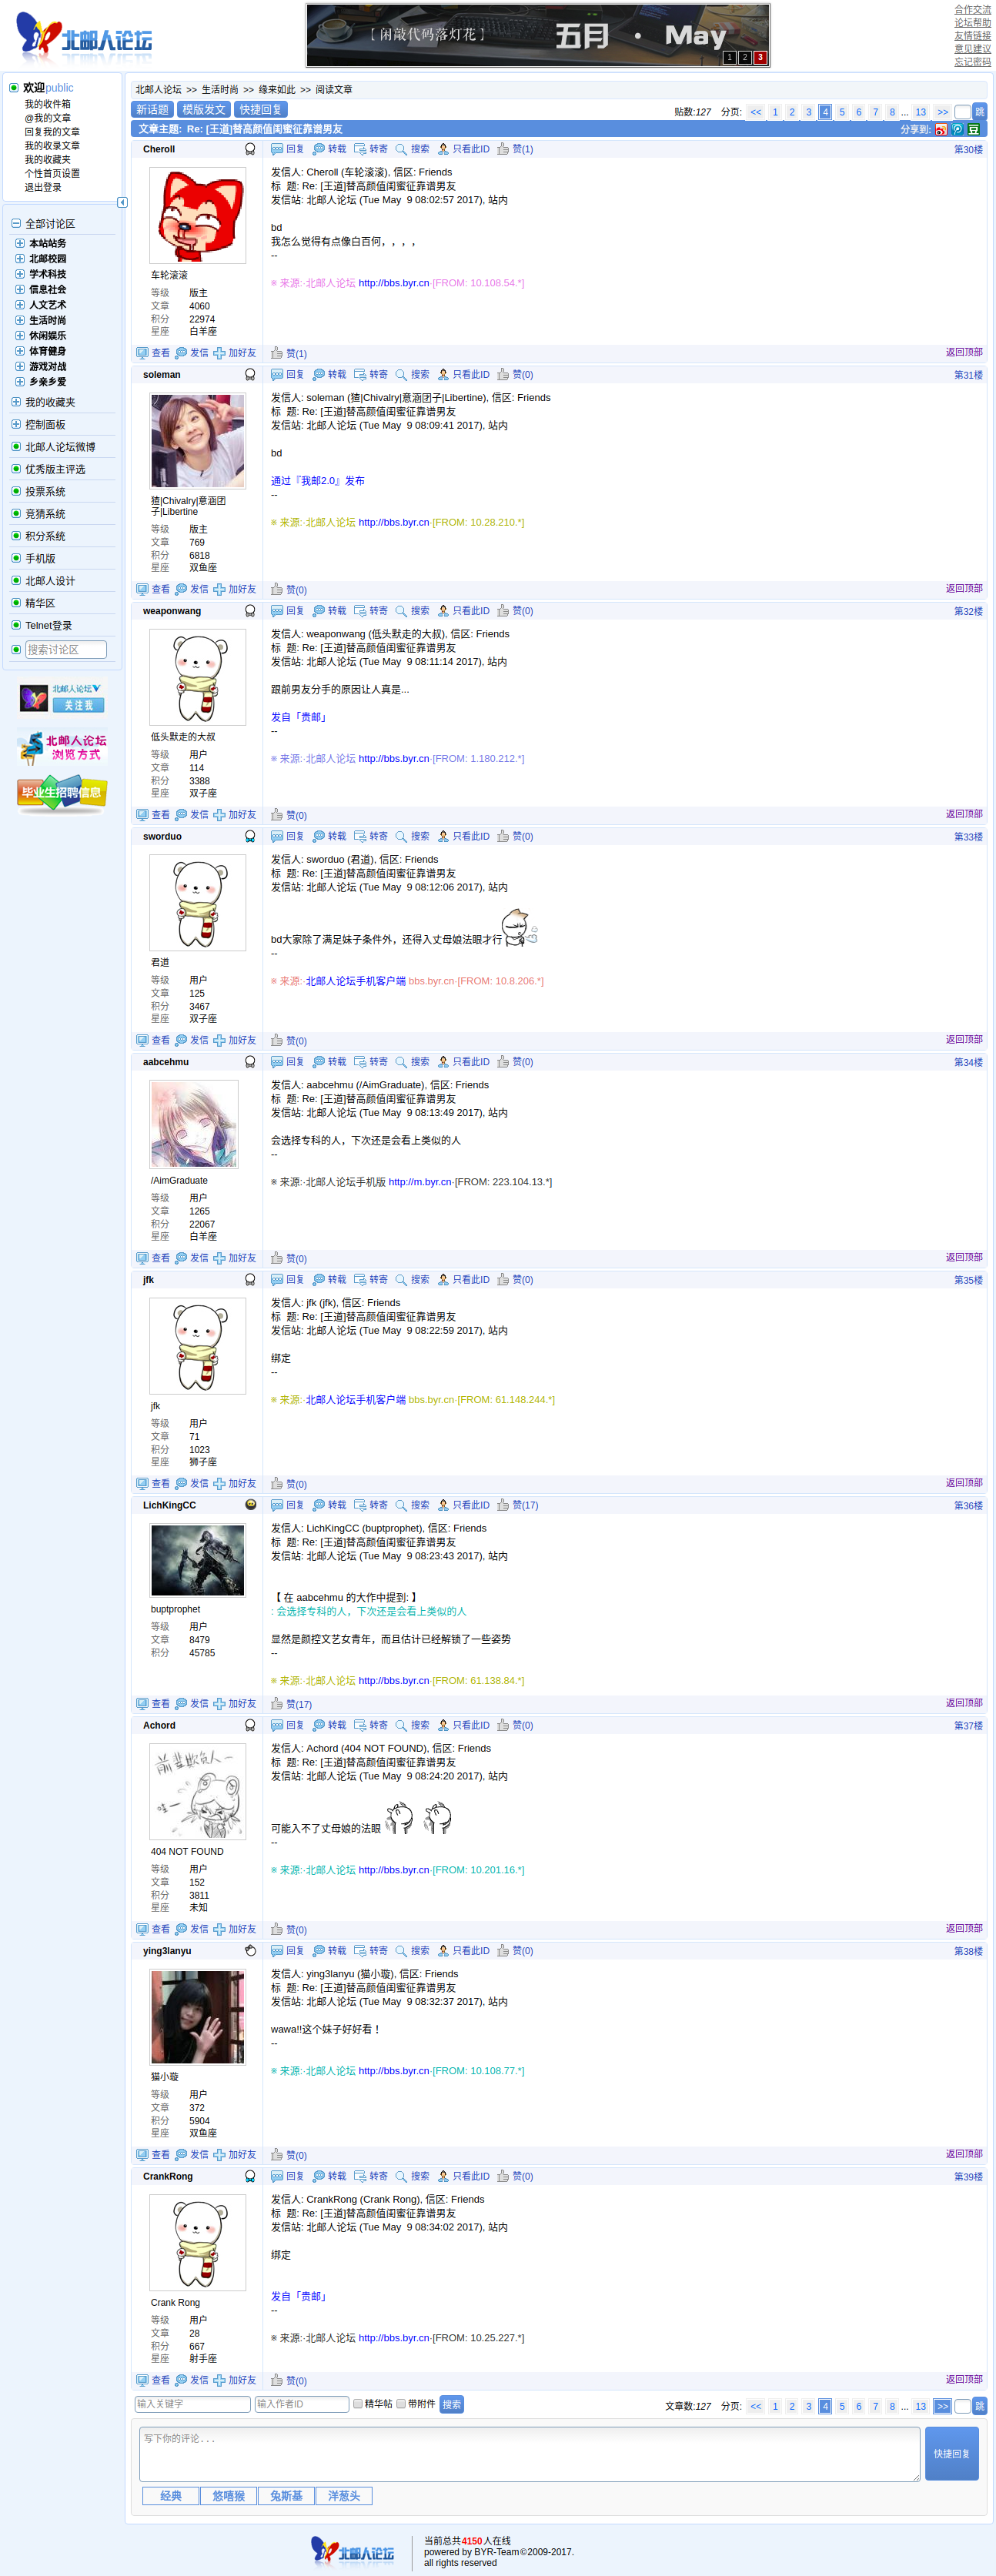 北邮人论坛
【 闲敲代码落灯花 】
五月 · May
1 2 3
合作交流
论坛帮助
友情链接
意见建议
忘记密码
欢迎public
我的收件箱
@我的文章
回复我的文章
我的收录文章
我的收藏夹
个性首页设置
退出登录
全部讨论区
本站站务
北邮校园
学术科技
信息社会
人文艺术
生活时尚
休闲娱乐
体育健身
游戏对战
乡亲乡爱
我的收藏夹
控制面板
北邮人论坛微博
优秀版主评选
投票系统
竞猜系统
积分系统
手机版
北邮人设计
精华区
Telnet登录
搜索讨论区
北邮人论坛
关注我
北邮人论坛
浏览方式
毕业生招聘信息
北邮人论坛 >> 生活时尚 >> 缘来如此 >> 阅读文章
新话题 模版发文 快捷回复
贴数:127 分页: << 1 2 3 4 5 6 7 8 ... 13 >> 跳
文章主题: Re: [王道]替高颜值闺蜜征靠谱男友
分享到: 豆
Cheroll 回复 转载 转寄 搜索 只看此ID 赞(1) 第30楼
车轮滚滚
等级 版主
文章 4060
积分 22974
星座 白羊座
发信人: Cheroll (车轮滚滚), 信区: Friends
标 题: Re: [王道]替高颜值闺蜜征靠谱男友
发信站: 北邮人论坛 (Tue May 9 08:02:57 2017), 站内
bd
我怎么觉得有点像白百何，，，，
--
※ 来源:·北邮人论坛 http://bbs.byr.cn·[FROM: 10.108.54.*]
查看 发信 加好友 赞(1) 返回顶部
soleman 回复 转载 转寄 搜索 只看此ID 赞(0) 第31楼
猹|Chivalry|意涵团
子|Libertine
等级 版主
文章 769
积分 6818
星座 双鱼座
发信人: soleman (猹|Chivalry|意涵团子|Libertine), 信区: Friends
标 题: Re: [王道]替高颜值闺蜜征靠谱男友
发信站: 北邮人论坛 (Tue May 9 08:09:41 2017), 站内
bd
通过『我邮2.0』发布
--
※ 来源:·北邮人论坛 http://bbs.byr.cn·[FROM: 10.28.210.*]
查看 发信 加好友 赞(0) 返回顶部
weaponwang 回复 转载 转寄 搜索 只看此ID 赞(0) 第32楼
低头默走的大叔
等级 用户
文章 114
积分 3388
星座 双子座
发信人: weaponwang (低头默走的大叔), 信区: Friends
标 题: Re: [王道]替高颜值闺蜜征靠谱男友
发信站: 北邮人论坛 (Tue May 9 08:11:14 2017), 站内
跟前男友分手的原因让人真是...
发自「贵邮」
--
※ 来源:·北邮人论坛 http://bbs.byr.cn·[FROM: 1.180.212.*]
查看 发信 加好友 赞(0) 返回顶部
sworduo 回复 转载 转寄 搜索 只看此ID 赞(0) 第33楼
君道
等级 用户
文章 125
积分 3467
星座 双子座
发信人: sworduo (君道), 信区: Friends
标 题: Re: [王道]替高颜值闺蜜征靠谱男友
发信站: 北邮人论坛 (Tue May 9 08:12:06 2017), 站内
bd大家除了满足妹子条件外，还得入丈母娘法眼才行
--
※ 来源:·北邮人论坛手机客户端 bbs.byr.cn·[FROM: 10.8.206.*]
查看 发信 加好友 赞(0) 返回顶部
aabcehmu 回复 转载 转寄 搜索 只看此ID 赞(0) 第34楼
/AimGraduate
等级 用户
文章 1265
积分 22067
星座 白羊座
发信人: aabcehmu (/AimGraduate), 信区: Friends
标 题: Re: [王道]替高颜值闺蜜征靠谱男友
发信站: 北邮人论坛 (Tue May 9 08:13:49 2017), 站内
会选择专科的人，下次还是会看上类似的人
--
※ 来源:·北邮人论坛手机版 http://m.byr.cn·[FROM: 223.104.13.*]
查看 发信 加好友 赞(0) 返回顶部
jfk 回复 转载 转寄 搜索 只看此ID 赞(0) 第35楼
jfk
等级 用户
文章 71
积分 1023
星座 狮子座
发信人: jfk (jfk), 信区: Friends
标 题: Re: [王道]替高颜值闺蜜征靠谱男友
发信站: 北邮人论坛 (Tue May 9 08:22:59 2017), 站内
绑定
--
※ 来源:·北邮人论坛手机客户端 bbs.byr.cn·[FROM: 61.148.244.*]
查看 发信 加好友 赞(0) 返回顶部
LichKingCC 回复 转载 转寄 搜索 只看此ID 赞(17) 第36楼
buptprophet
等级 用户
文章 8479
积分 45785
发信人: LichKingCC (buptprophet), 信区: Friends
标 题: Re: [王道]替高颜值闺蜜征靠谱男友
发信站: 北邮人论坛 (Tue May 9 08:23:43 2017), 站内
【 在 aabcehmu 的大作中提到: 】
: 会选择专科的人，下次还是会看上类似的人
显然是颜控文艺女青年，而且估计已经解锁了一些姿势
--
※ 来源:·北邮人论坛 http://bbs.byr.cn·[FROM: 61.138.84.*]
查看 发信 加好友 赞(17) 返回顶部
Achord 回复 转载 转寄 搜索 只看此ID 赞(0) 第37楼
前辈欺负人一
404 NOT FOUND
等级 用户
文章 152
积分 3811
星座 未知
发信人: Achord (404 NOT FOUND), 信区: Friends
标 题: Re: [王道]替高颜值闺蜜征靠谱男友
发信站: 北邮人论坛 (Tue May 9 08:24:20 2017), 站内
可能入不了丈母娘的法眼
--
※ 来源:·北邮人论坛 http://bbs.byr.cn·[FROM: 10.201.16.*]
查看 发信 加好友 赞(0) 返回顶部
ying3lanyu 回复 转载 转寄 搜索 只看此ID 赞(0) 第38楼
猫小璇
等级 用户
文章 372
积分 5904
星座 双鱼座
发信人: ying3lanyu (猫小璇), 信区: Friends
标 题: Re: [王道]替高颜值闺蜜征靠谱男友
发信站: 北邮人论坛 (Tue May 9 08:32:37 2017), 站内
wawa!!这个妹子好好看！
--
※ 来源:·北邮人论坛 http://bbs.byr.cn·[FROM: 10.108.77.*]
查看 发信 加好友 赞(0) 返回顶部
CrankRong 回复 转载 转寄 搜索 只看此ID 赞(0) 第39楼
Crank Rong
等级 用户
文章 28
积分 667
星座 射手座
发信人: CrankRong (Crank Rong), 信区: Friends
标 题: Re: [王道]替高颜值闺蜜征靠谱男友
发信站: 北邮人论坛 (Tue May 9 08:34:02 2017), 站内
绑定
发自「贵邮」
--
※ 来源:·北邮人论坛 http://bbs.byr.cn·[FROM: 10.25.227.*]
查看 发信 加好友 赞(0) 返回顶部
输入关键字 输入作者ID 精华帖 带附件 搜索
文章数:127 分页: << 1 2 3 4 5 6 7 8 ... 13 >> 跳
写下你的评论...
快捷回复
经典 悠嘻猴 兔斯基 洋葱头
北邮人论坛
当前总共4150人在线
powered by BYR-Team©2009-2017.
all rights reserved